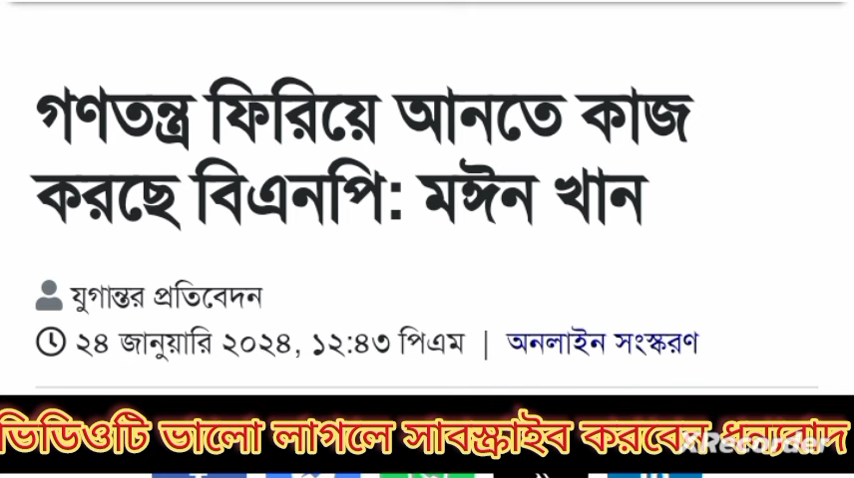 গণতন্ত্র ফিরিয়ে আনতে কাজ
করছে বিএনপি: মঈন খান
যুগান্তর প্রতিবেদন
২৪ জানুয়ারি ২০২৪, ১২:৪৩ পিএম | অনলাইন সংস্করণ
ভিডিওটি ভালো লাগলে সাবস্ক্রাইব করবেন ধন্যবাদ
XRecorder